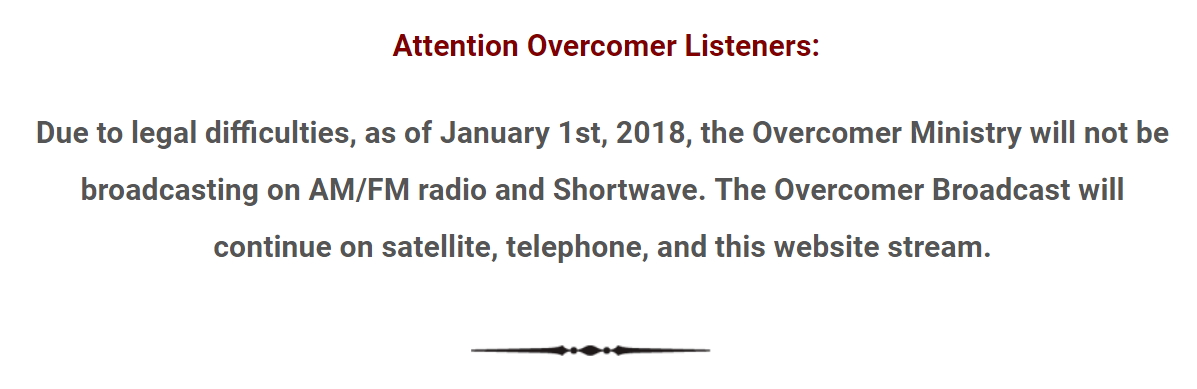 Attention Overcomer Listeners:
Due to legal difficulties, as of January 1st, 2018, the Overcomer Ministry will not be
broadcasting on AM/FM radio and Shortwave. The Overcomer Broadcast will
continue on satellite, telephone, and this website stream.